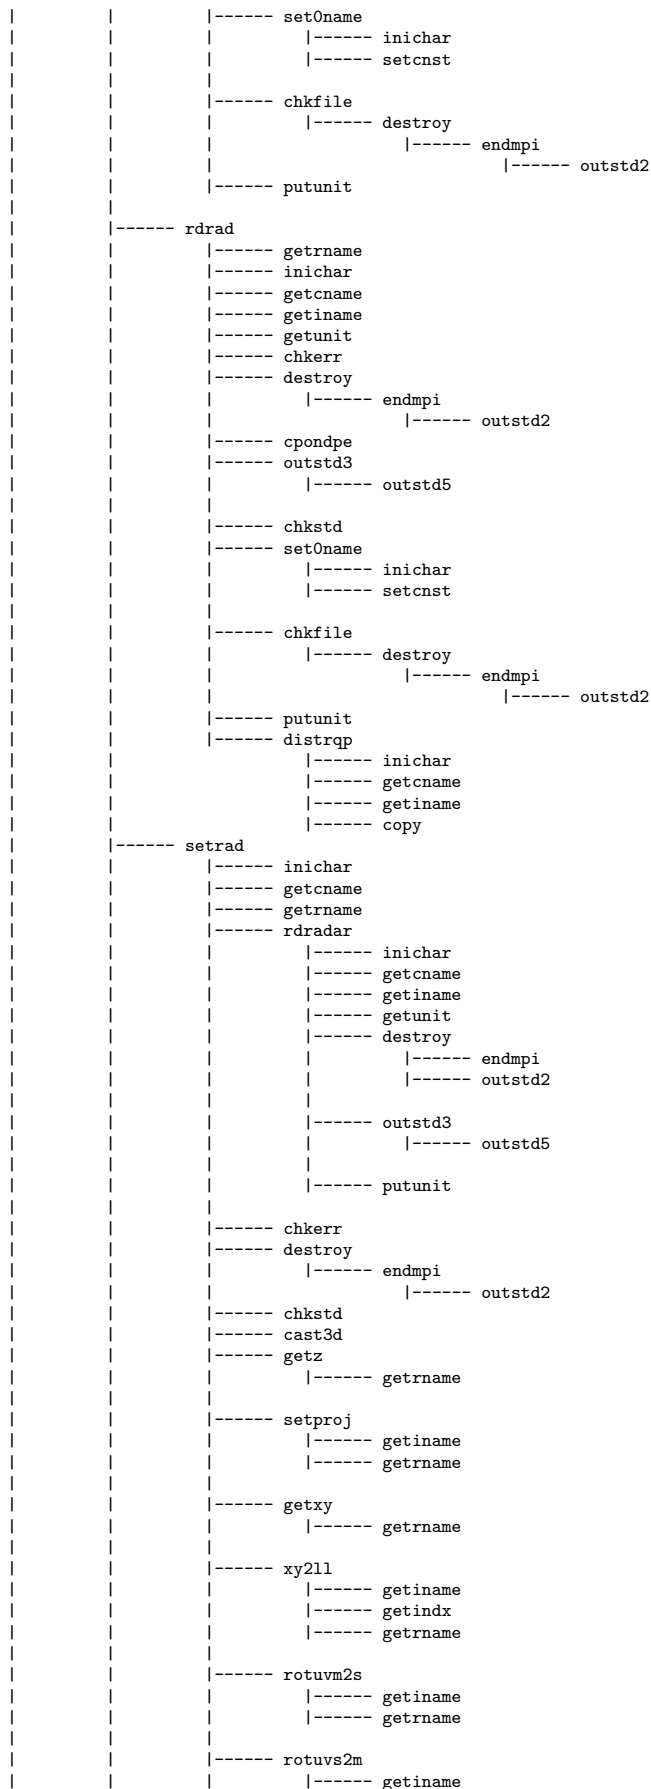 |------ set0name
|------ inichar
|------ setcnst
|------ chkfile
|------ destroy
|------ endmpi
|------ outstd2
|------ putunit
|------ rdrad
|------ getrname
|------ inichar
|------ getcname
|------ getiname
|------ getunit
|------ chkerr
|------ destroy
|------ endmpi
|------ outstd2
|------ cpondpe
|------ outstd3
|------ outstd5
|------ chkstd
|------ set0name
|------ inichar
|------ setcnst
|------ chkfile
|------ destroy
|------ endmpi
|------ outstd2
|------ putunit
|------ distrqp
|------ inichar
|------ getcname
|------ getiname
|------ copy
|------ setrad
|------ inichar
|------ getcname
|------ getrname
|------ rdradar
|------ inichar
|------ getcname
|------ getiname
|------ getunit
|------ destroy
|------ endmpi
|------ outstd2
|------ outstd3
|------ outstd5
|------ putunit
|------ chkerr
|------ destroy
|------ endmpi
|------ outstd2
|------ chkstd
|------ cast3d
|------ getz
|------ getrname
|------ setproj
|------ getiname
|------ getrname
|------ getxy
|------ getrname
|------ xy2ll
|------ getiname
|------ getindx
|------ getrname
|------ rotuvm2s
|------ getiname
|------ getrname
|------ rotuvs2m
|------ getiname